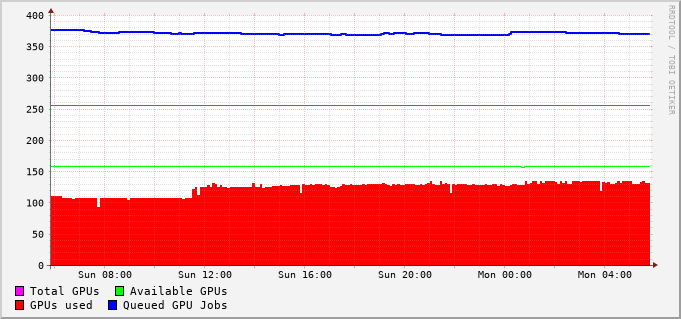 400
350
300
250
200
150
100
50
0
Sun 08:00 Sun 12:00 Sun 16:00 Sun 20:00 Mon 00:00 Mon 04:00
Total GPUs Available GPUs
GPUs used Queued GPU Jobs
RRDTOOL / TOBI OETIKER